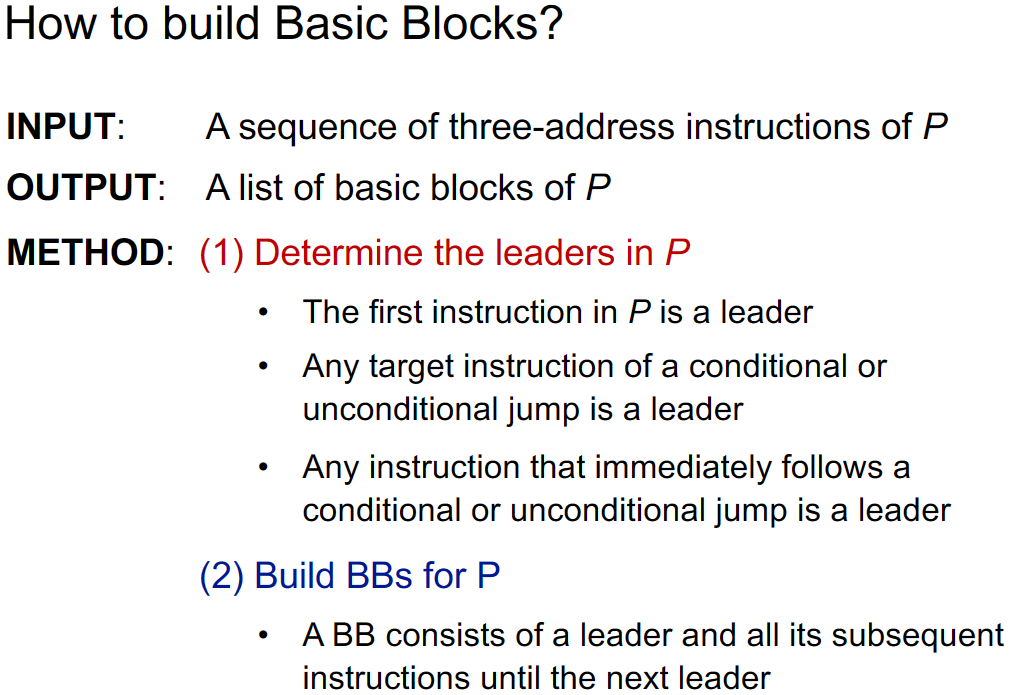 How to build Basic Blocks?
INPUT: A sequence of three-address instructions of P
OUTPUT: A list of basic blocks of P
METHOD: (1) Determine the leaders in P
• The first instruction in P is a leader
• Any target instruction of a conditional or
unconditional jump is a leader
• Any instruction that immediately follows a
conditional or unconditional jump is a leader
(2) Build BBs for P
• A BB consists of a leader and all its subsequent
instructions until the next leader